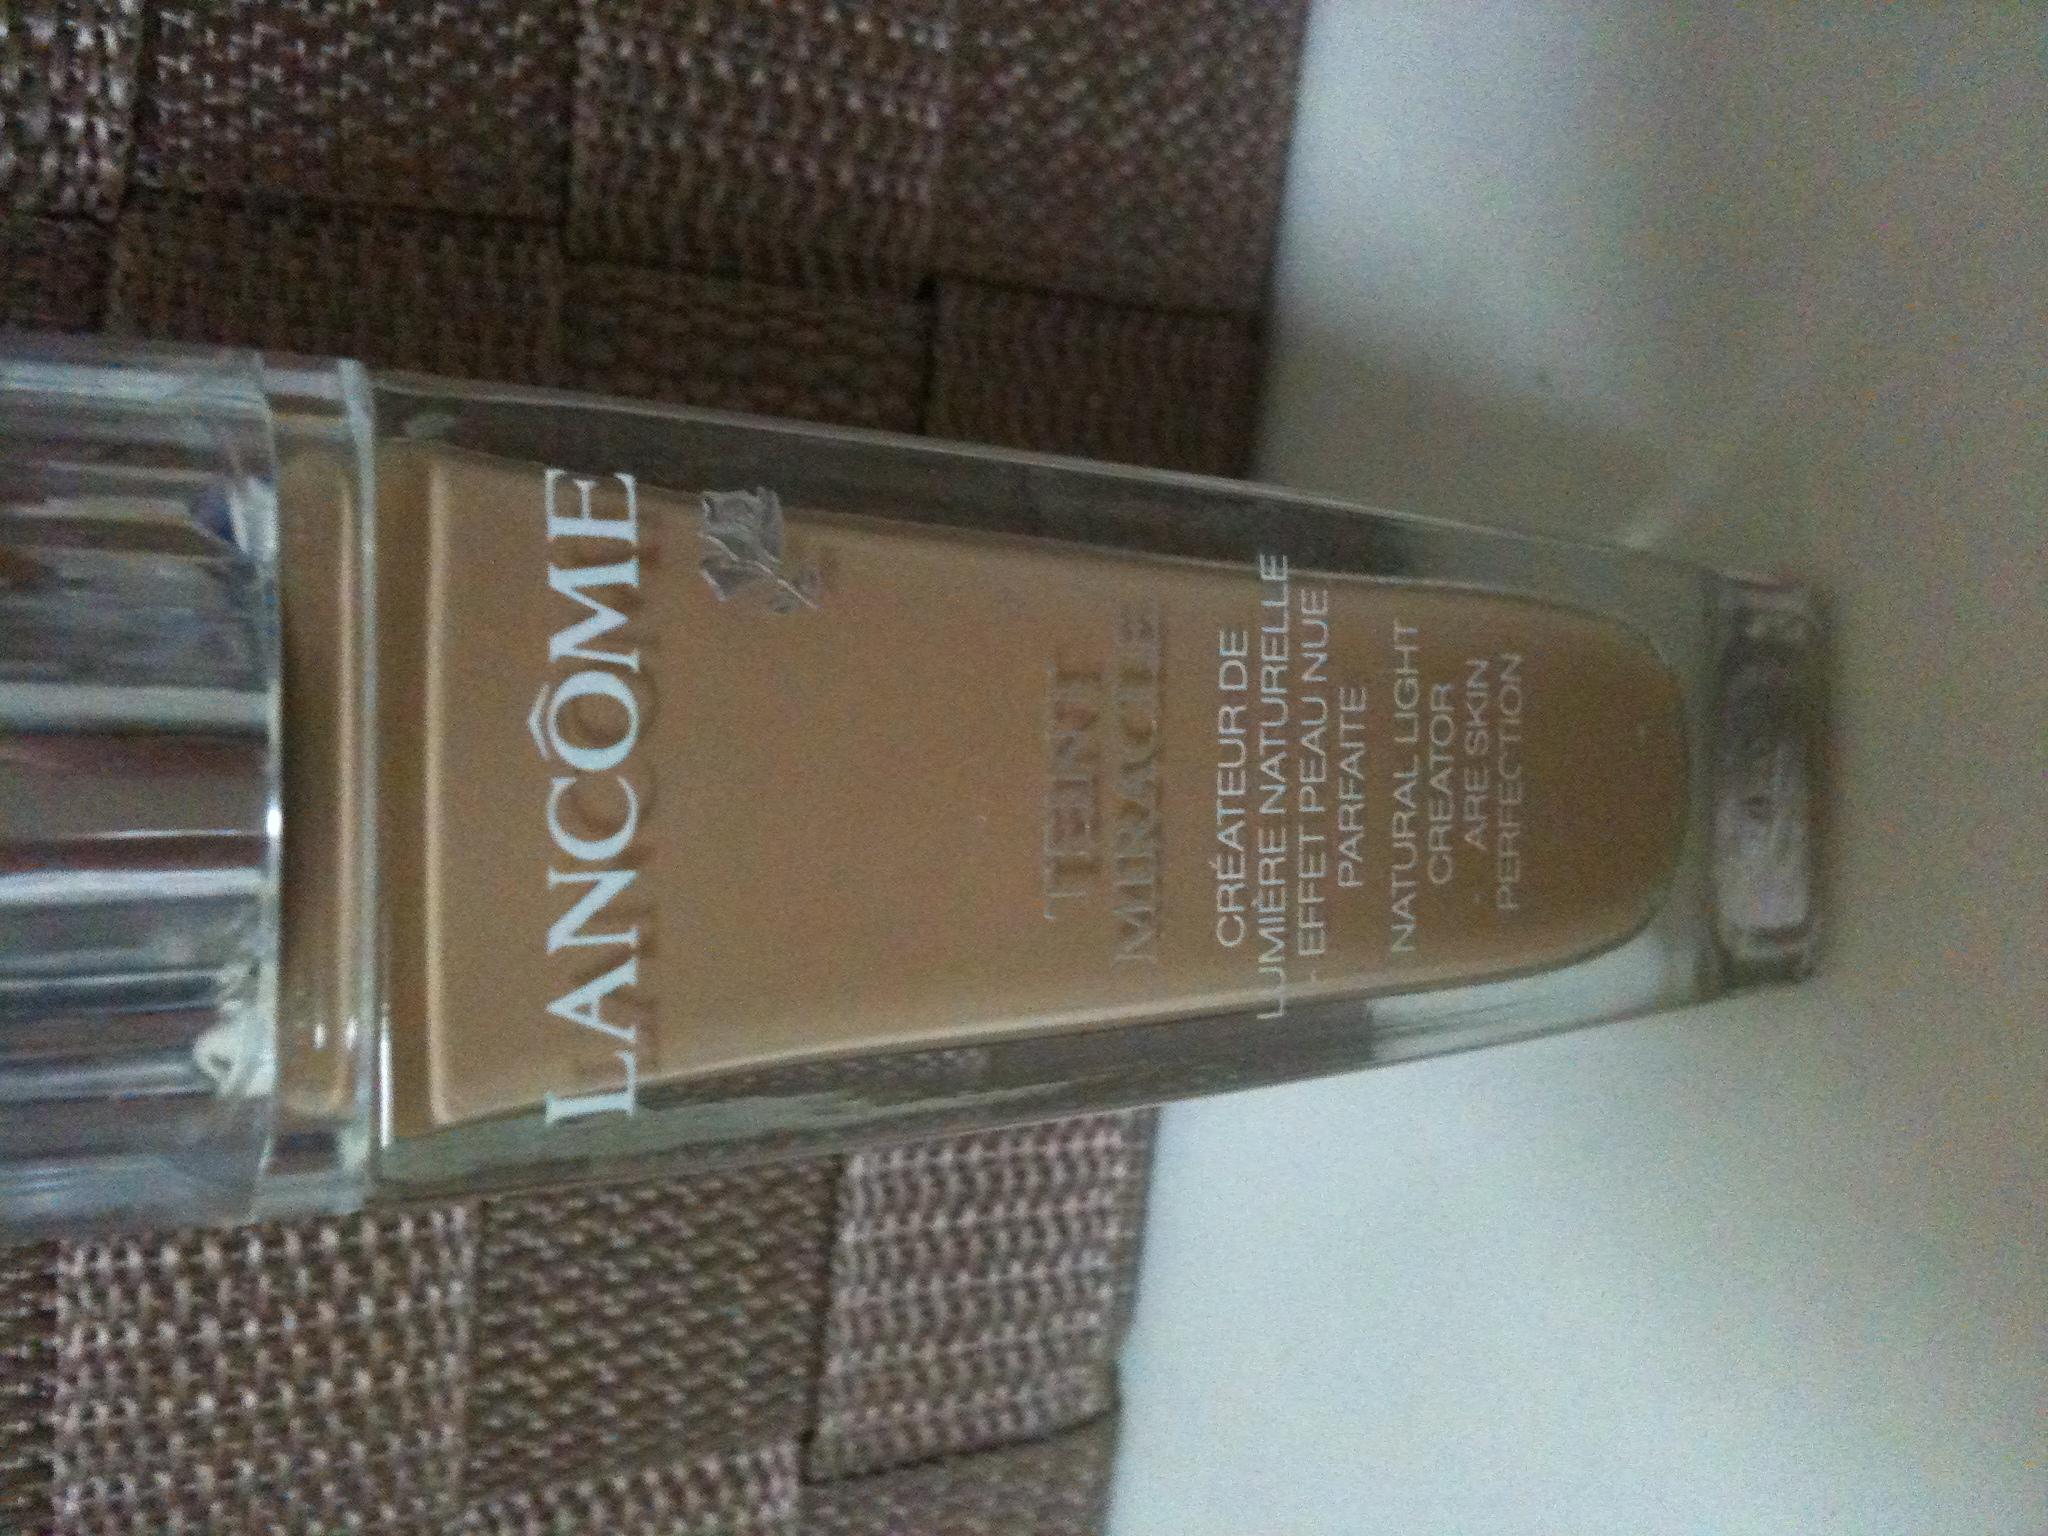 LANCÔME
TEINT
MIRACLE
CRÉATEUR DE
LUMIÈRE NATURELLE
- EFFET PEAU NUE
PARFAITE
NATURAL LIGHT
CREATOR
ARE SKIN
PERFECTION